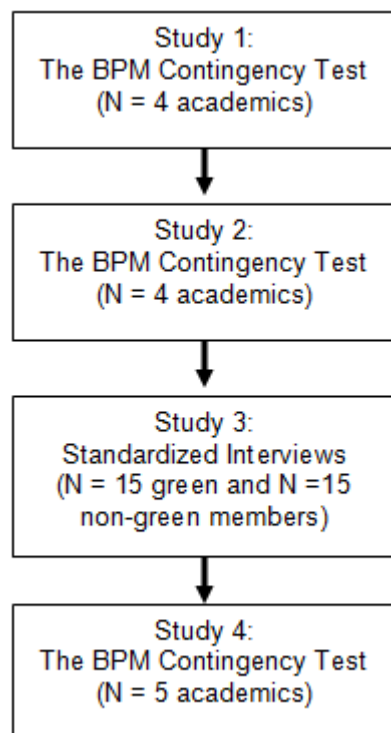 Study 1:
The BPM Contingency Test
(N = 4 academics)
Study 2:
The BPM Contingency Test
(N = 4 academics)
Study 3:
Standardized Interviews
(N = 15 green and N =15
non-green members)
Study 4:
The BPM Contingency Test
(N = 5 academics)